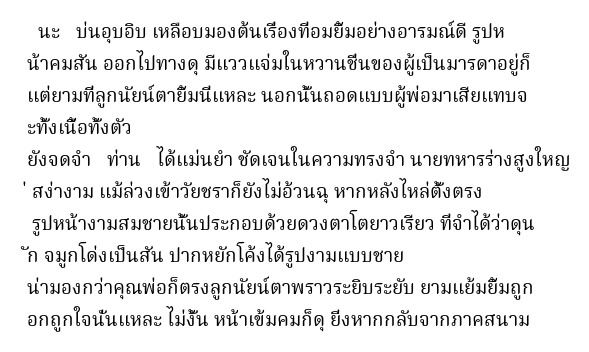 นะ บ่นอุบอิบ เหลือบมองต้นเรื่องที่อมยิ้มอย่างอารมณ์ดี รูปห
น้าคมสัน ออกไปทางดุ มีแววแจ่มในหวานชื่นของผู้เป็นมารดาอยู่ก็
แต่ยามที่ลูกนัยน์ตายิ้มนี่แหละ นอกนั้นถอดแบบผู้พ่อมาเสียแทบจ
ะทั้งเนื้อทั้งตัว
ยังจดจำ ท่าน ได้แม่นยำ ชัดเจนในความทรงจำ นายทหารร่างสูงใหญ
่ สง่างาม แม้ล่วงเข้าวัยชราก็ยังไม่อ้วนฉุ หากหลังไหล่ตั้งตรง
รูปหน้างามสมชายนั้นประกอบด้วยดวงตาโตยาวเรียว ที่จำได้ว่าดุน
ัก จมูกโด่งเป็นสัน ปากหยักโค้งได้รูปงามแบบชาย
น่ามองกว่าคุณพ่อก็ตรงลูกนัยน์ตาพราวระยิบระยับ ยามแย้มยิ้มถูก
อกถูกใจนั่นแหละ ไม่งั้น หน้าเข้มคมก็ดุ ยิ่งหากกลับจากภาคสนาม